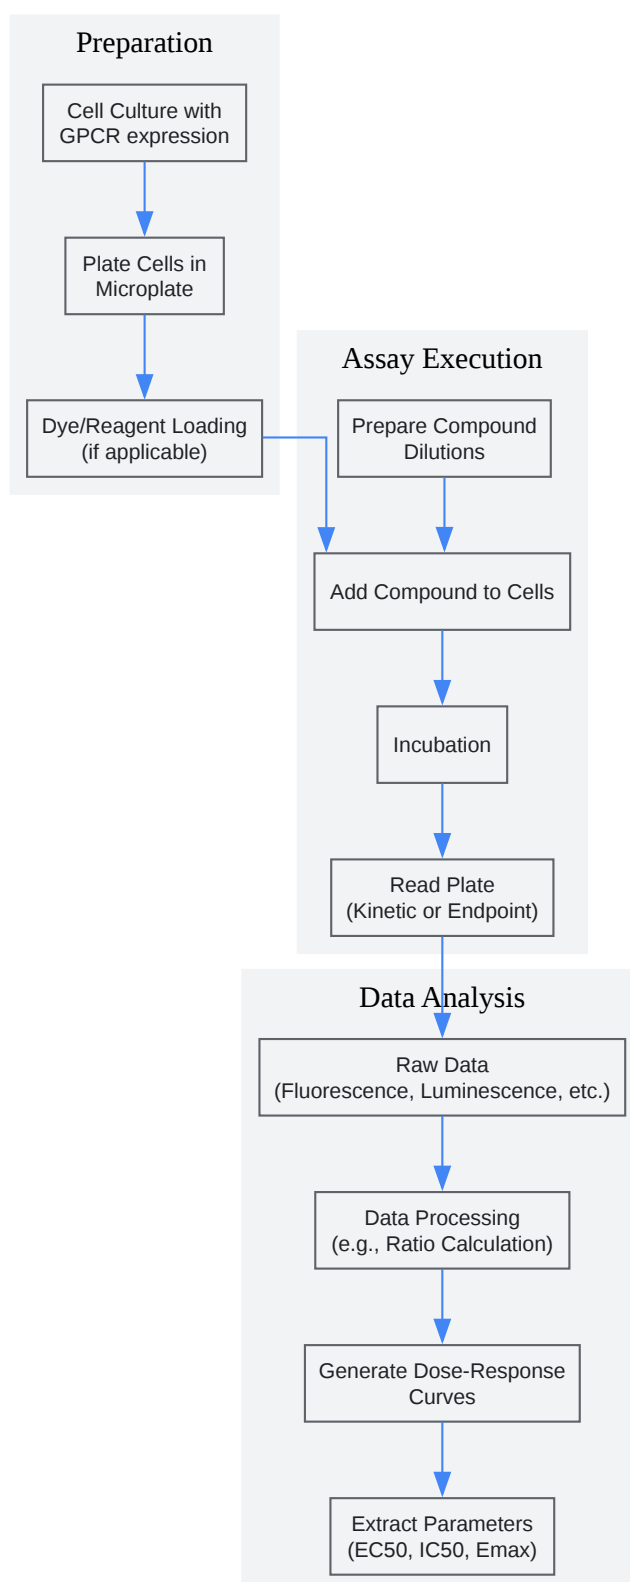 Preparation
Cell Culture with
GPCR expression
Plate Cells in
Microplate
Dye/Reagent Loading
(if applicable)
Assay Execution
Prepare Compound
Dilutions
Add Compound to Cells
Incubation
Read Plate
(Kinetic or Endpoint)
Data Analysis
Raw Data
(Fluorescence, Luminescence, etc.)
Data Processing
(e.g., Ratio Calculation)
Generate Dose-Response
Curves
Extract Parameters
(EC50, IC50, Emax)